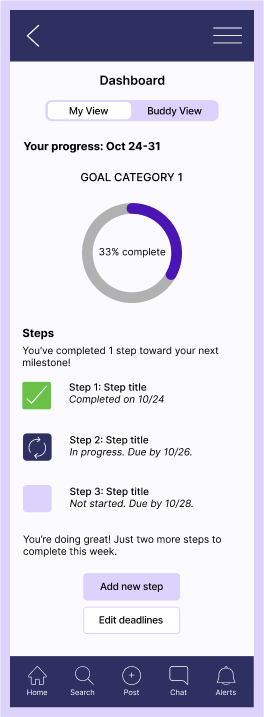 Dashboard
My View
Buddy View
Your progress: Oct 24-31
GOAL CATEGORY 1
33% complete
Steps
You've completed 1 step toward your next
milestone!
Step 1: Step title
Completed on 10/24
Step 2: Step title
In progress. Due by 10/26.
Step 3: Step title
Not started. Due by 10/28.
You're doing great! Just two more steps to
complete this week.
Add new step
Edit deadlines
Home
Search
Post
Chat
Alerts